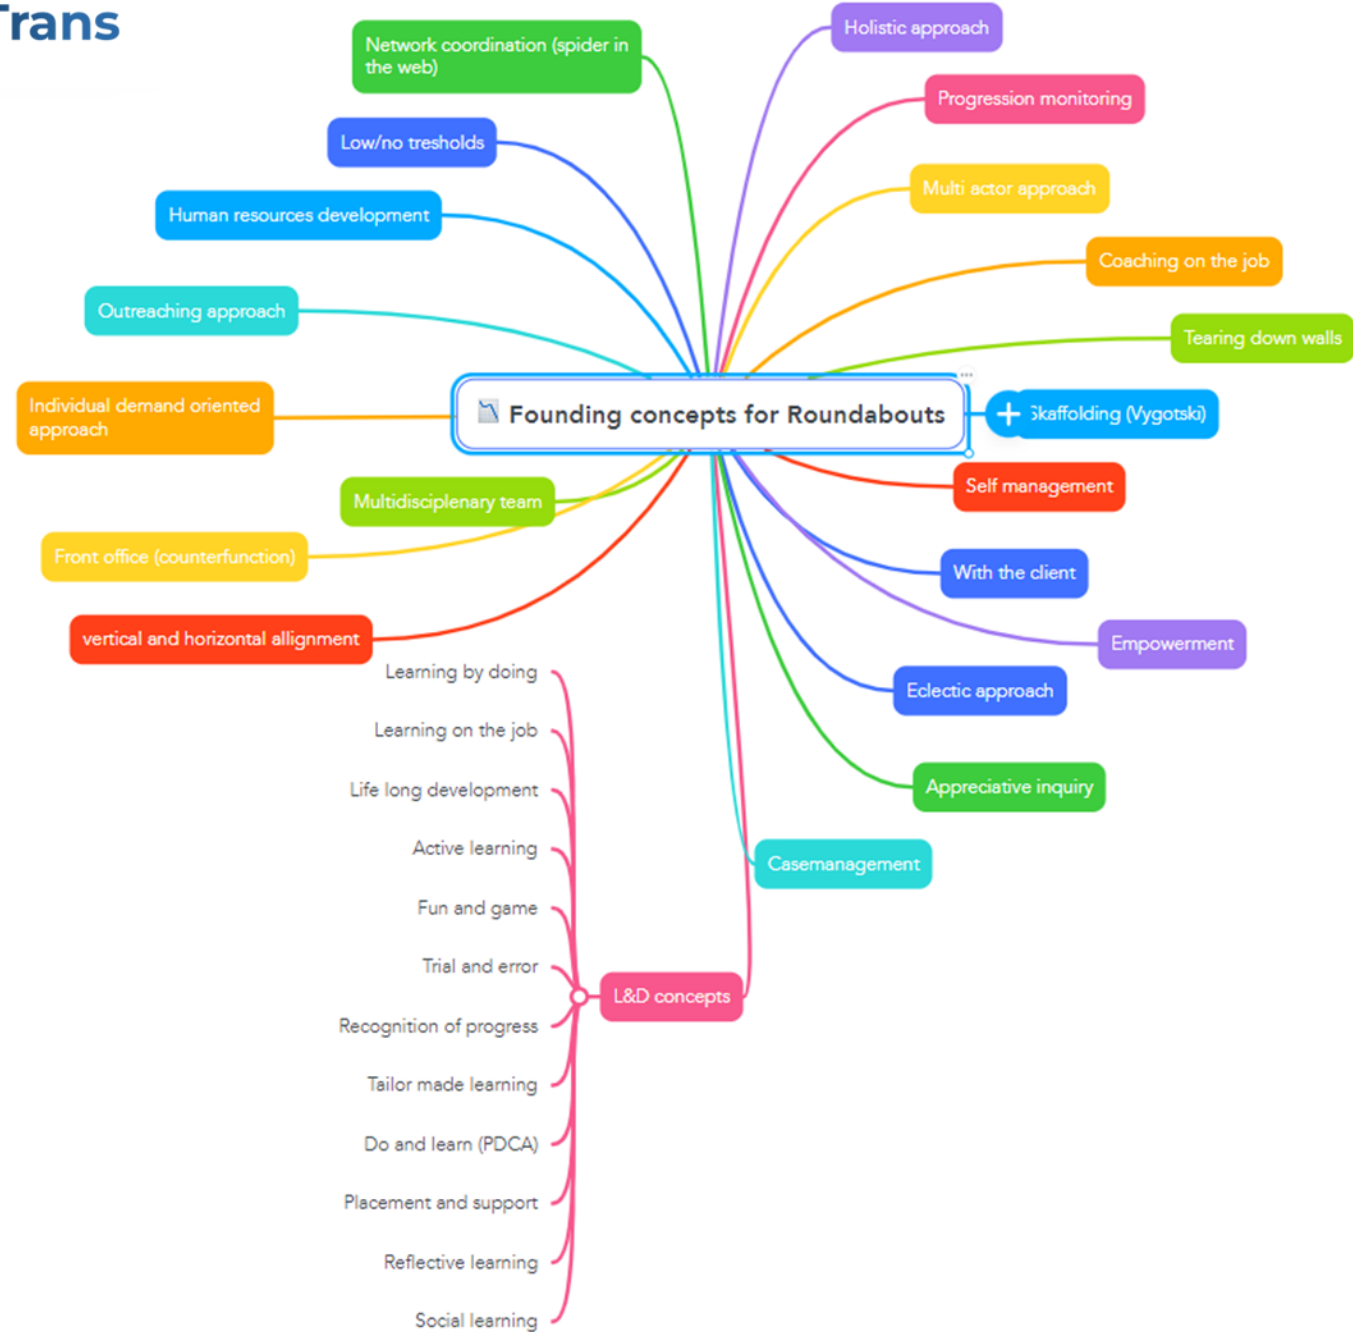 Trans
Network coordination (spider in
the web)
Low/no tresholds
Human resources development
Outreaching approach
Individual demand oriented
approach
Multidisciplenary team
Front office (counterfunction)
vertical and horizontal allignment
Holistic approach
Progression monitoring
Multi actor approach
Coaching on the job
Tearing down walls
Founding concepts for Roundabouts
Skaffolding (Vygotski)
Self management
With the client
Empowerment
Eclectic approach
Appreciative inquiry
Casemanagement
L&D concepts
Learning by doing
Learning on the job
Life long development
Active learning
Fun and game
Trial and error
Recognition of progress
Tailor made learning
Do and learn (PDCA)
Placement and support
Reflective learning
Social learning